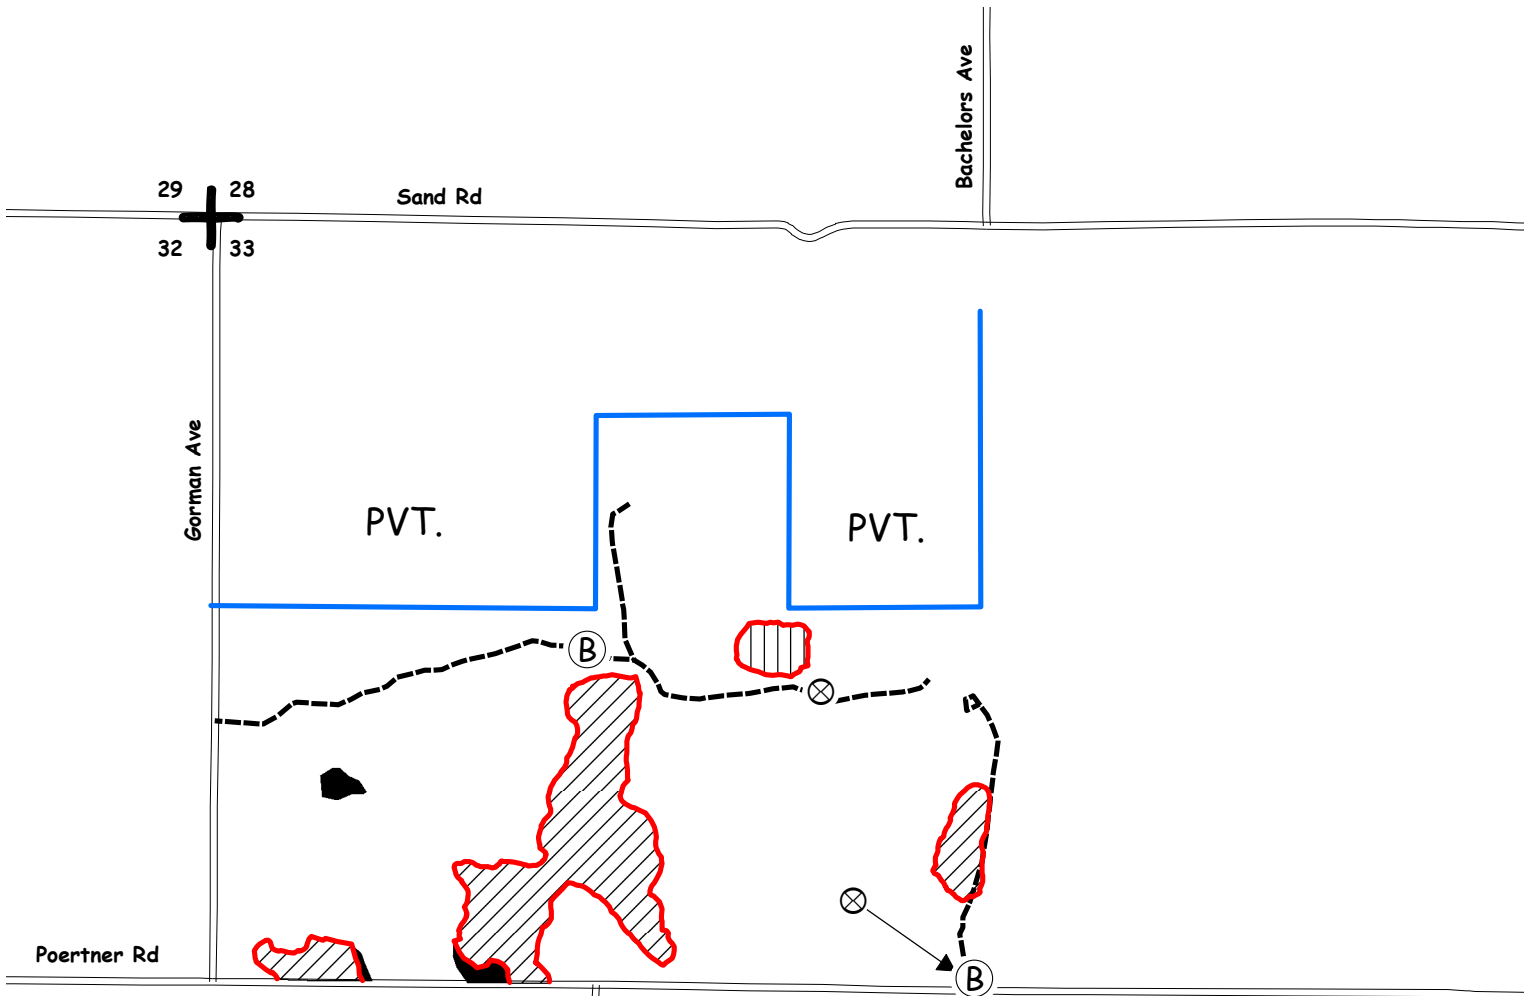 Bachelors Ave
29 28
Sand Rd
32 33
Gorman Ave
PVT.
PVT.
B
Poertner Rd
B